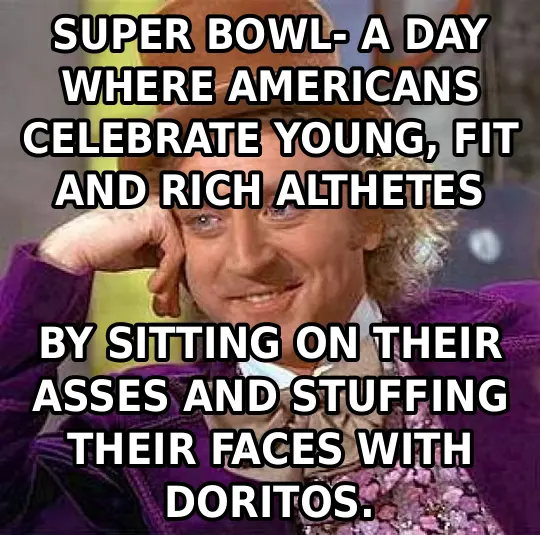 SUPER BOWL- A DAY
WHERE AMERICANS
CELEBRATE YOUNG, FIT
AND RICH ALTHETES
BY SITTING ON THEIR
ASSES AND STUFFING
THEIR FACES WITH
DORITOS.